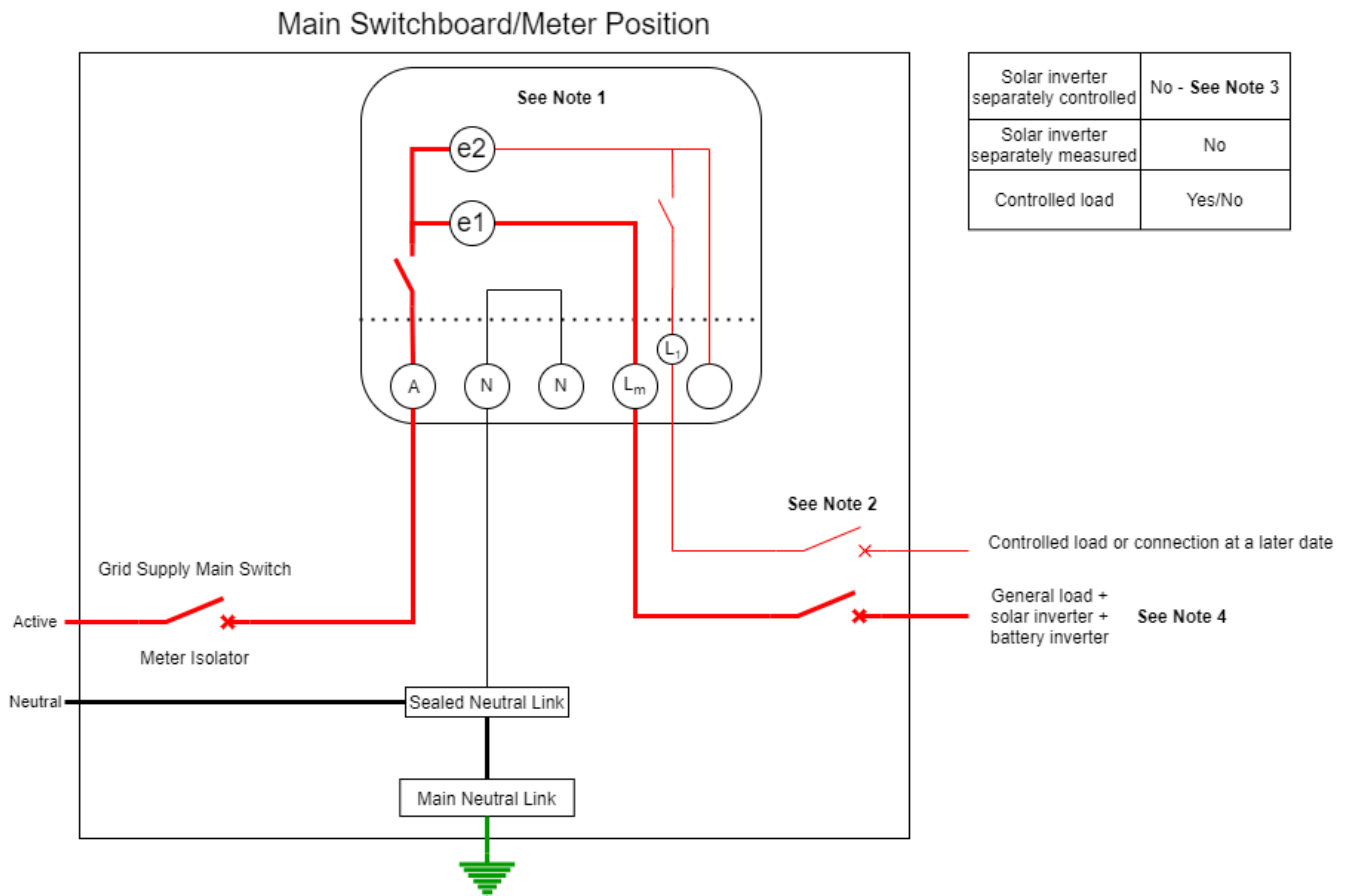 Main Switchboard/Meter Position
See Note 1
e2
e1
A
N
N
Lm
L1
Solar inverter
separately controlled
No - See Note 3
Solar inverter
separately measured
No
Controlled load
Yes/No
See Note 2
Controlled load or connection at a later date
General load +
solar inverter +
battery inverter
See Note 4
Grid Supply Main Switch
Active
Meter Isolator
Neutral
Sealed Neutral Link
Main Neutral Link